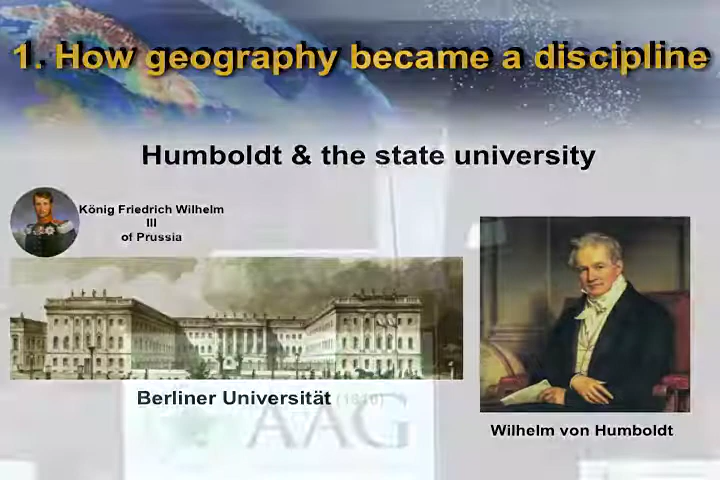 1. How geography became a discipline
Humboldt & the state university
König Friedrich Wilhelm
III
of Prussia
Berliner Universität (1810)
AAG
Wilhelm von Humboldt